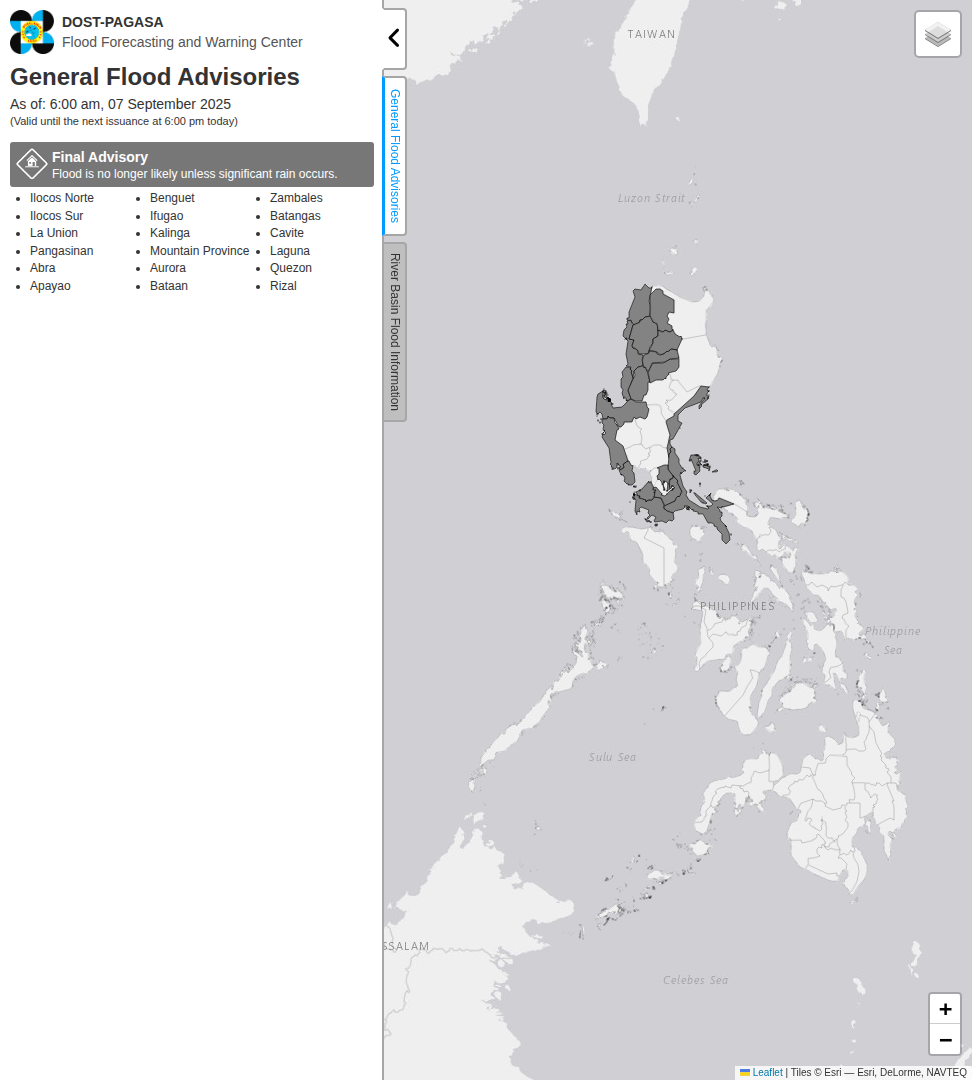 DOST-PAGASA
Flood Forecasting and Warning Center
General Flood Advisories
As of: 6:00 am, 07 September 2025
(Valid until the next issuance at 6:00 pm today)
Final Advisory
Flood is no longer likely unless significant rain occurs.
Ilocos Norte
Ilocos Sur
La Union
Pangasinan
Abra
Apayao
Benguet
Ifugao
Kalinga
Mountain Province
Aurora
Bataan
Zambales
Batangas
Cavite
Laguna
Quezon
Rizal
General Flood Advisories
River Basin Flood Information
TAIWAN
Luzon Strait
PHILIPPINES
Philippine
Sea
Sulu Sea
SSALAM
Celebes Sea
+
−
Leaflet | Tiles © Esri — Esri, DeLorme, NAVTEQ